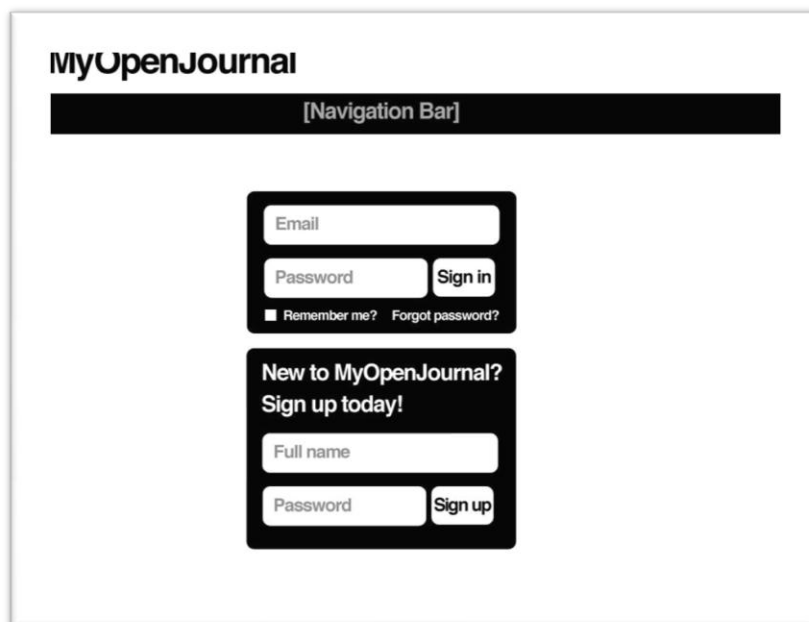 MyOpenJournal
[Navigation Bar]
Email
Password Sign in
Remember me? Forgot password?
New to MyOpenJournal?
Sign up today!
Full name
Password Sign up